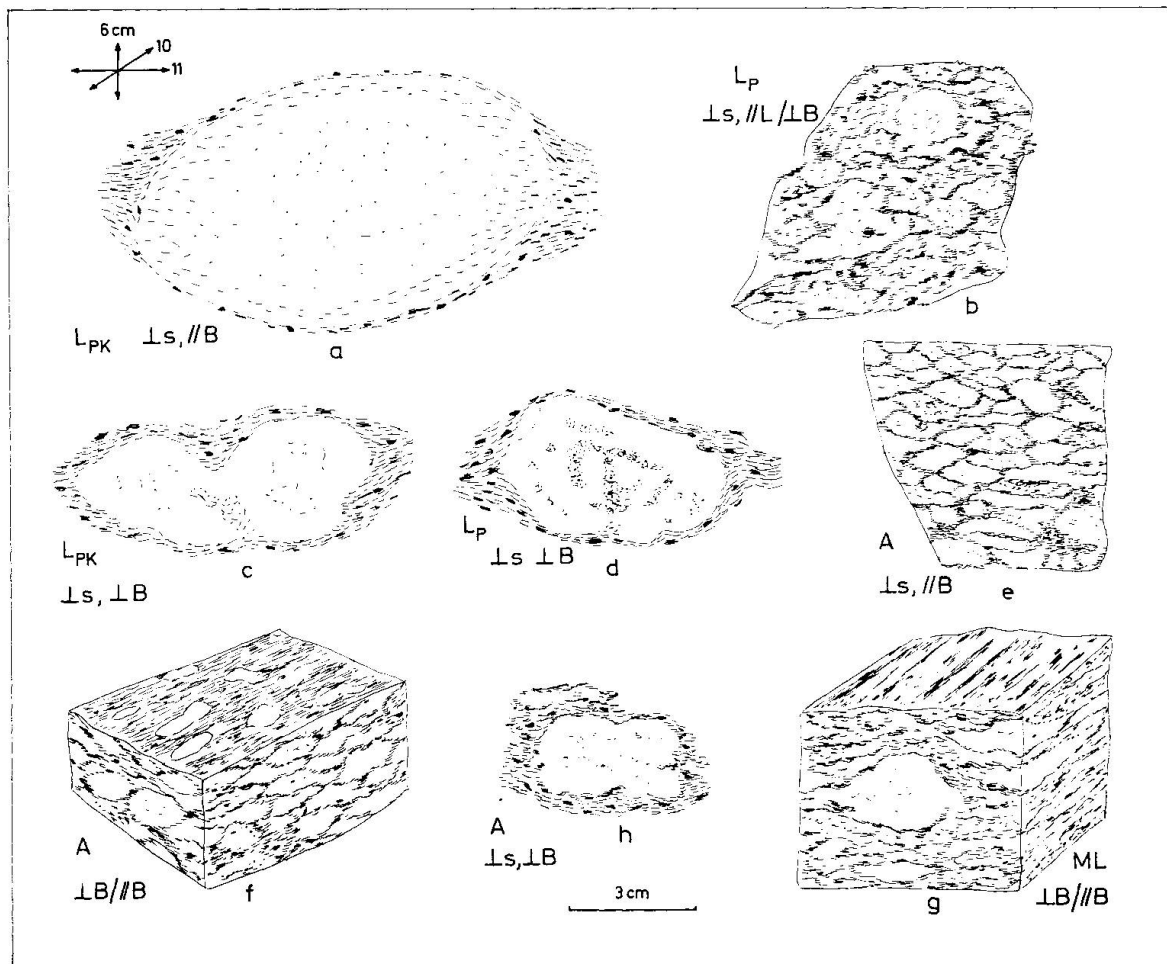 6 cm
10
11
L_P
⊥s, //L/⊥B
b
L_PK ⊥s, //B
a
L_PK
⊥s, ⊥B
c
L_P
⊥s ⊥B
d
A
⊥s, //B
e
A
⊥B/∥B
f
A
⊥s, ⊥B
h
3 cm
ML
⊥B/∥B
g